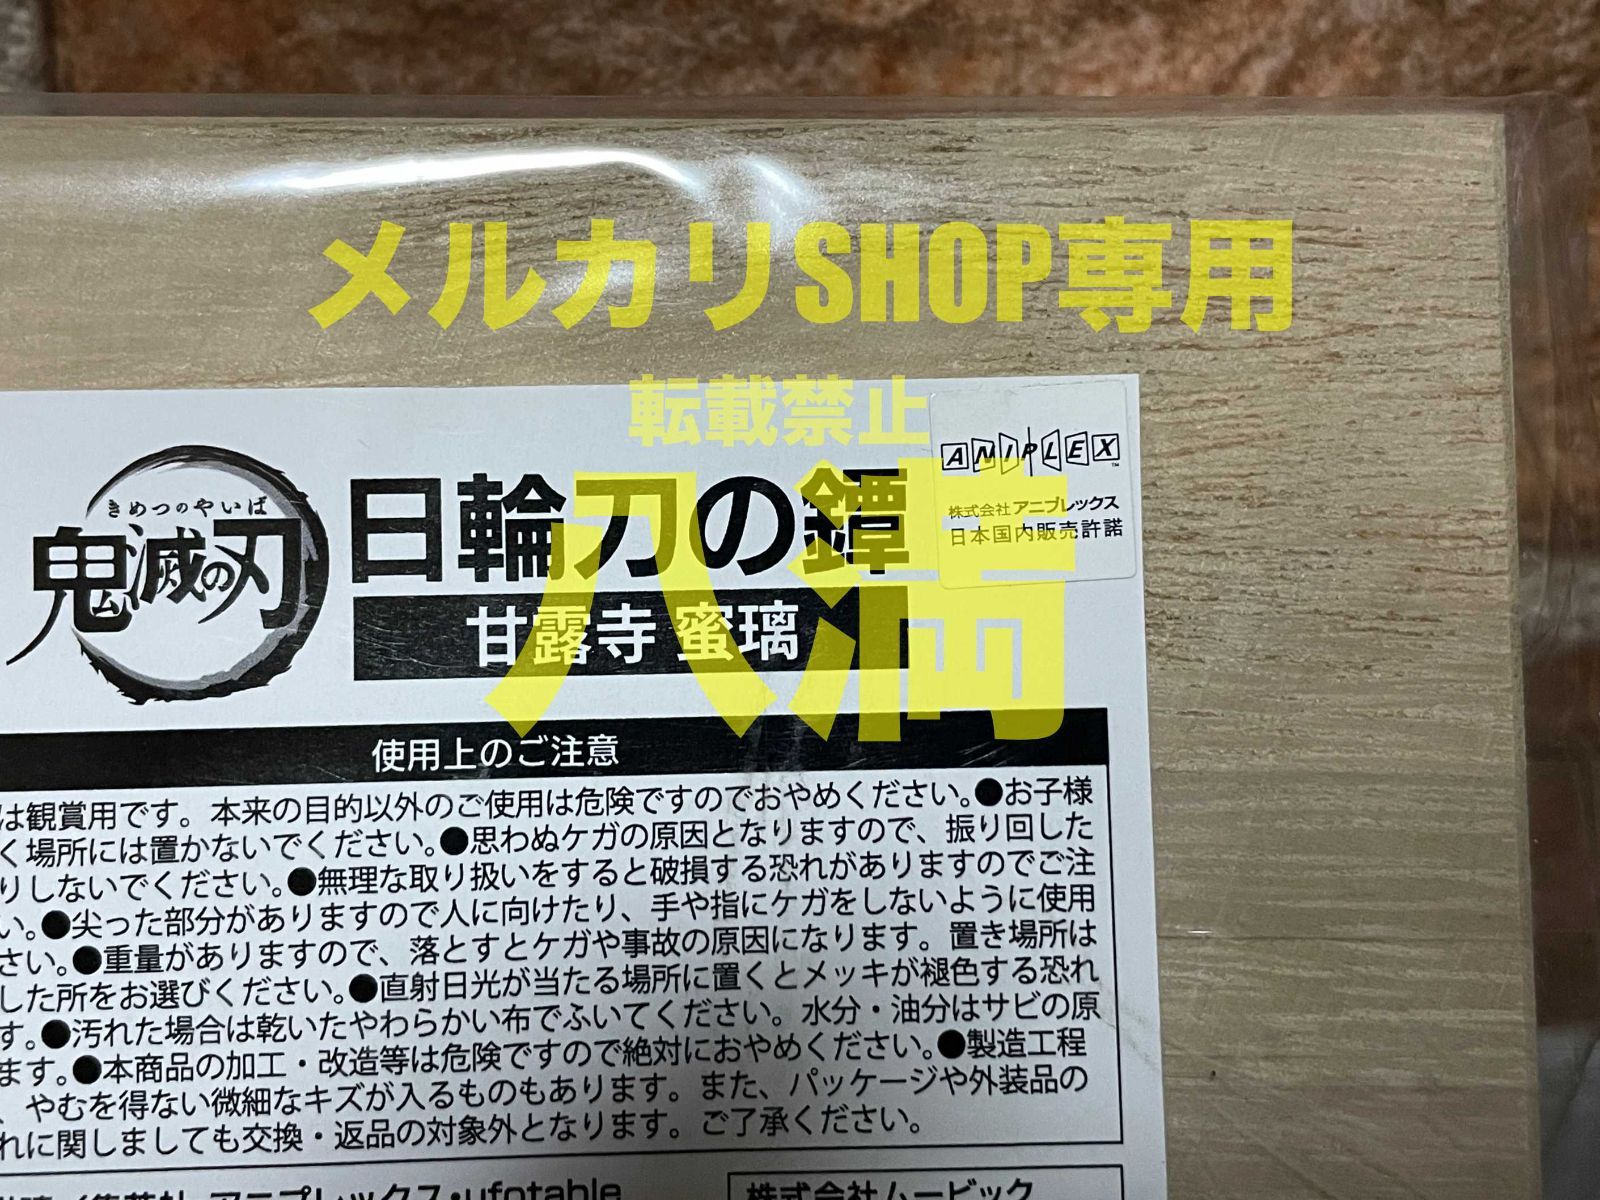 メルカリSHOP専用
転載禁止
八満
きめつのやいば
鬼滅の刃
日輪刀の鐔
甘露寺 蜜璃
ANIPLEX
株式会社アニプレックス
日本国内販売許諾
使用上のご注意
は観賞用です。本来の目的以外のご使用は危険ですのでおやめください。●お子様
く場所には置かないでください。●思わぬケガの原因となりますので、振り回した
りしないでください。●無理な取り扱いをすると破損する恐れがありますのでご注
い。●尖った部分がありますので人に向けたり、手や指にケガをしないように使用
さい。●重量がありますので、落とすとケガや事故の原因になります。置き場所は
した所をお選びください。●直射日光が当たる場所に置くとメッキが褪色する恐れ
す。●汚れた場合は乾いたやわらかい布でふいてください。水分・油分はサビの原
ます。●本商品の加工・改造等は危険ですので絶対におやめください。●製造工程
、やむを得ない微細なキズが入るものもあります。また、パッケージや外装品の
れに関しましても交換・返品の対象外となります。ご了承ください。
／集英社・アニプレックス・ufotable
株式会社ムービック